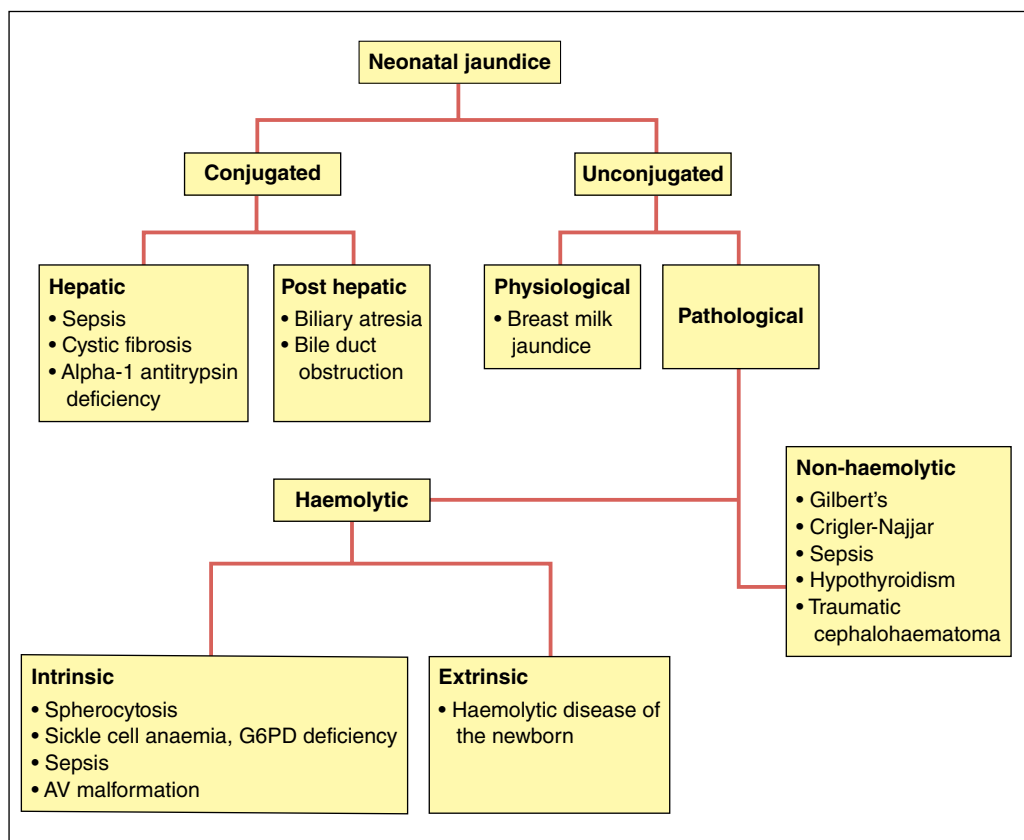 Neonatal jaundice
Conjugated
Unconjugated
Hepatic
• Sepsis
• Cystic fibrosis
• Alpha-1 antitrypsin
deficiency
Post hepatic
• Biliary atresia
• Bile duct
obstruction
Physiological
• Breast milk
jaundice
Pathological
Haemolytic
Non-haemolytic
• Gilbert's
• Crigler-Najjar
• Sepsis
• Hypothyroidism
• Traumatic
cephalohaematoma
Intrinsic
• Spherocytosis
• Sickle cell anaemia, G6PD deficiency
• Sepsis
• AV malformation
Extrinsic
• Haemolytic disease of
the newborn